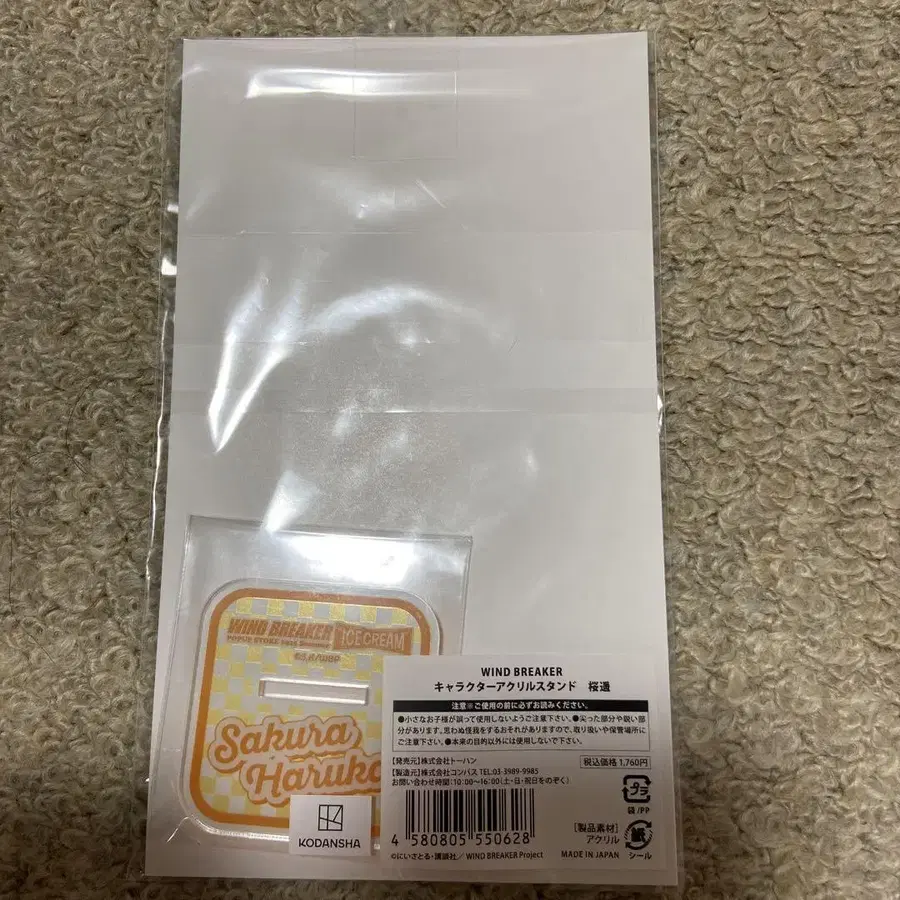 WIND BREAKER ICE CREAM
POPUP STORE
Sakura
Haruka
KODANSHA
WIND BREAKER
キャラクターアクリルスタンド 桜遥
注意※ご使用の前に必ずお読みください。
●小さなお子様が誤って使用しないようご注意下さい。●尖った部分や鋭い部
分があります。思わぬ怪我をするおそれがありますので、取り扱いや保管場所に
ご注意下さい。●本来の目的以外には使用しないで下さい。
【発売元】株式会社トーハン
【製造元】株式会社コンパス TEL:03-3989-9985
お問い合わせ時間:10:00〜16:00(土・日・祝日をのぞく)
税込価格 1,760円
プラ
袋/PP
4 580805 550628
【製品素材】
アクリル
紙
シール
©にいさとる・講談社/ WIND BREAKER Project
MADE IN JAPAN